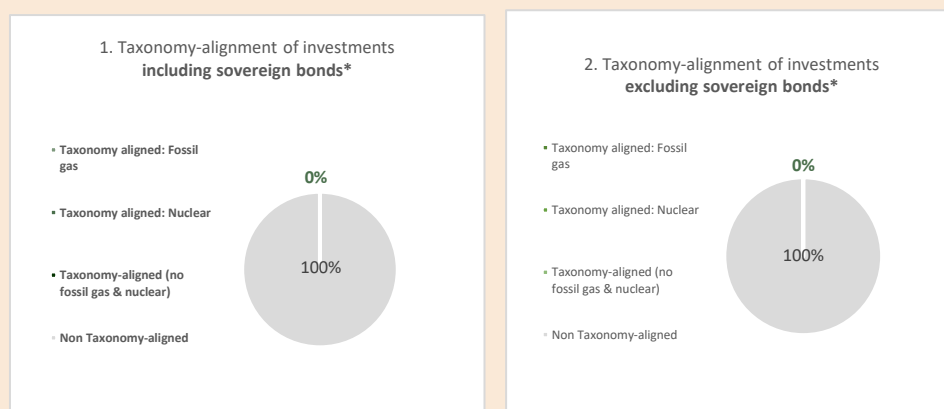 1. Taxonomy-alignment of investments
including sovereign bonds*
Taxonomy aligned: Fossil
gas
Taxonomy aligned: Nuclear
Taxonomy-aligned (no
fossil gas & nuclear)
Non Taxonomy-aligned
0%
100%
2. Taxonomy-alignment of investments
excluding sovereign bonds*
Taxonomy aligned: Fossil
gas
Taxonomy aligned: Nuclear
Taxonomy-aligned (no
fossil gas & nuclear)
Non Taxonomy-aligned
0%
100%